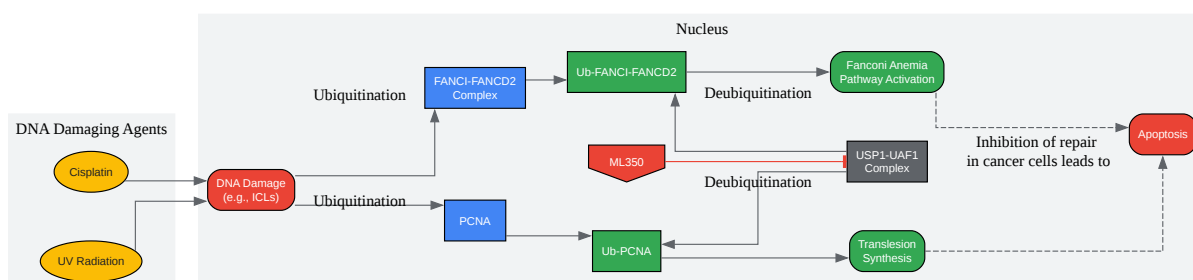 Nucleus
DNA Damaging Agents
Cisplatin
UV Radiation
DNA Damage
(e.g., ICLs)
Ubiquitination
Ubiquitination
FANCI-FANCD2
Complex
PCNA
Ub-FANCI-FANCD2
ML350
Ub-PCNA
Deubiquitination
Deubiquitination
Fanconi Anemia
Pathway Activation
USP1-UAF1
Complex
Translesion
Synthesis
Inhibition of repair
in cancer cells leads to
Apoptosis